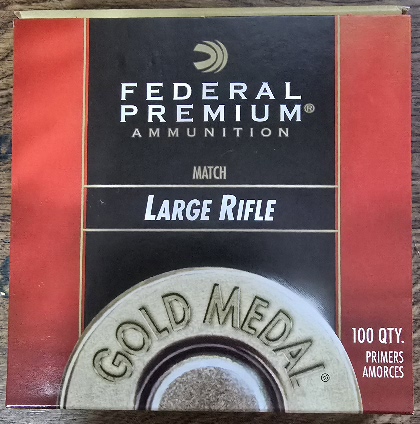 FEDERAL
PREMIUM®
AMMUNITION
MATCH
LARGE RIFLE
GOLD MEDAL®
100 QTY.
PRIMERS
AMORCES